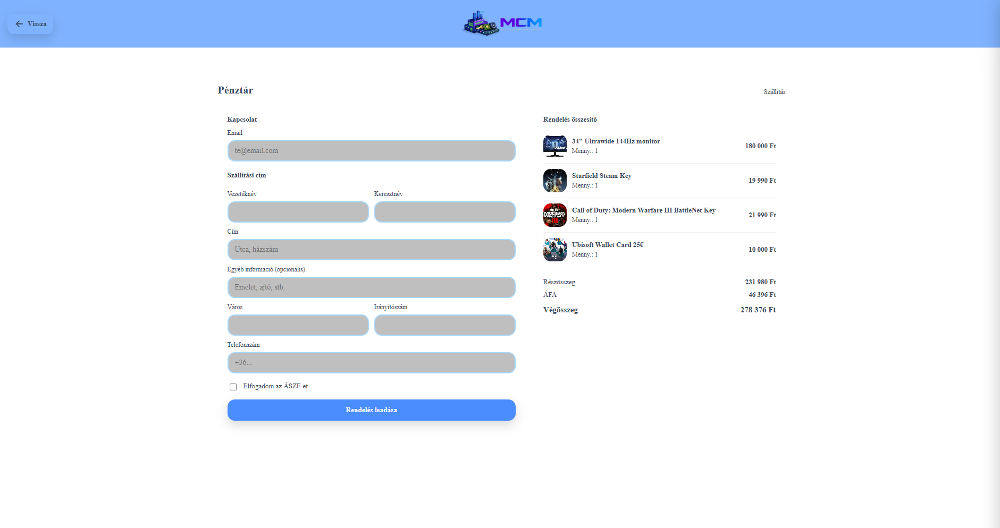 Vissza
MCM
Pénztár
Szállítás
Kapcsolat
Email
te@email.com
Szállítási cím
Vezetéknév
Keresztnév
Cím
Utca, házszám
Egyéb információ (opcionális)
Emelet, ajtó, stb.
Város
Irányítószám
Telefonszám
+36...
Elfogadom az ÁSZF-et
Rendelés leadása
Rendelés összesítő
34" Ultrawide 144Hz monitor
Menny.: 1
180 000 Ft
Starfield Steam Key
Menny.: 1
19 990 Ft
MODERN
WARFARE
III
Call of Duty: Modern Warfare III BattleNet Key
Menny.: 1
21 990 Ft
Ubisoft Wallet Card 25€
Menny.: 1
10 000 Ft
Részösszeg 231 980 Ft
ÁFA 46 396 Ft
Végösszeg 278 376 Ft